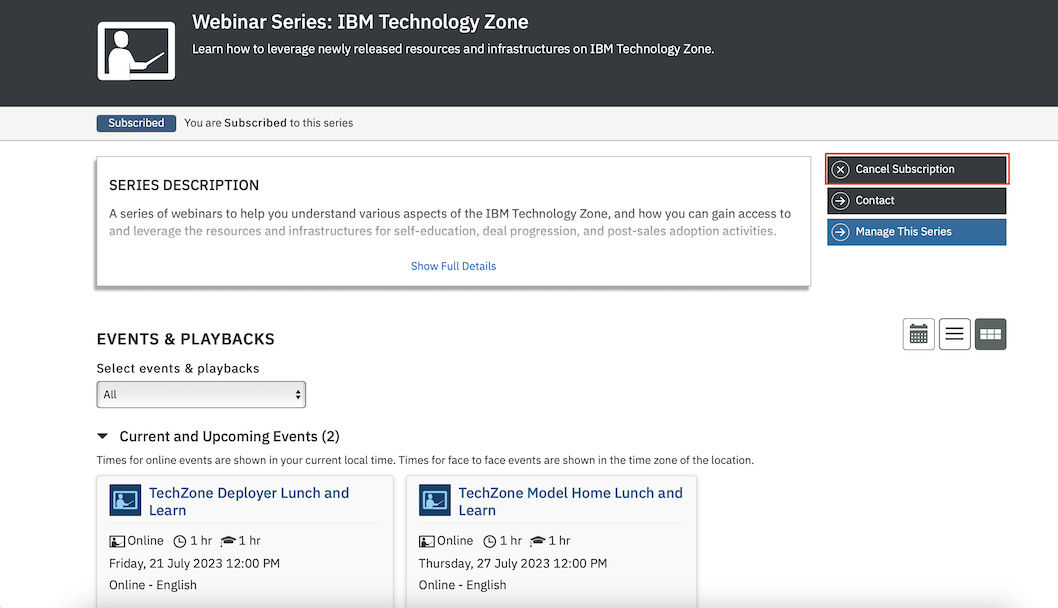 Webinar Series: IBM Technology Zone
Learn how to leverage newly released resources and infrastructures on IBM Technology Zone.
Subscribed You are Subscribed to this series
SERIES DESCRIPTION
A series of webinars to help you understand various aspects of the IBM Technology Zone, and how you can gain access to
and leverage the resources and infrastructures for self-education, deal progression, and post-sales adoption activities.
Show Full Details
Cancel Subscription
Contact
Manage This Series
EVENTS & PLAYBACKS
Select events & playbacks
All
Current and Upcoming Events (2)
Times for online events are shown in your current local time. Times for face to face events are shown in the time zone of the location.
TechZone Deployer Lunch and
Learn
Online 1 hr 1 hr
Friday, 21 July 2023 12:00 PM
Online - English
TechZone Model Home Lunch and
Learn
Online 1 hr 1 hr
Thursday, 27 July 2023 12:00 PM
Online - English